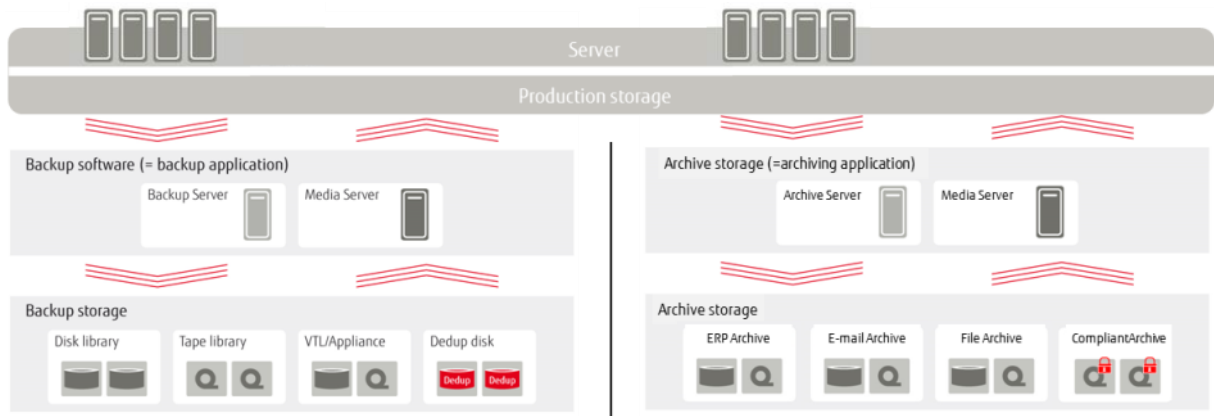 Server
Production storage
Backup software (= backup application)
Backup Server
Media Server
Backup storage
Disk library
Tape library
VTL/Appliance
Dedup disk
Dedup
Dedup
Archive storage (=archiving application)
Archive Server
Media Server
Archive storage
ERP Archive
E-mail Archive
File Archive
CompliantArchive